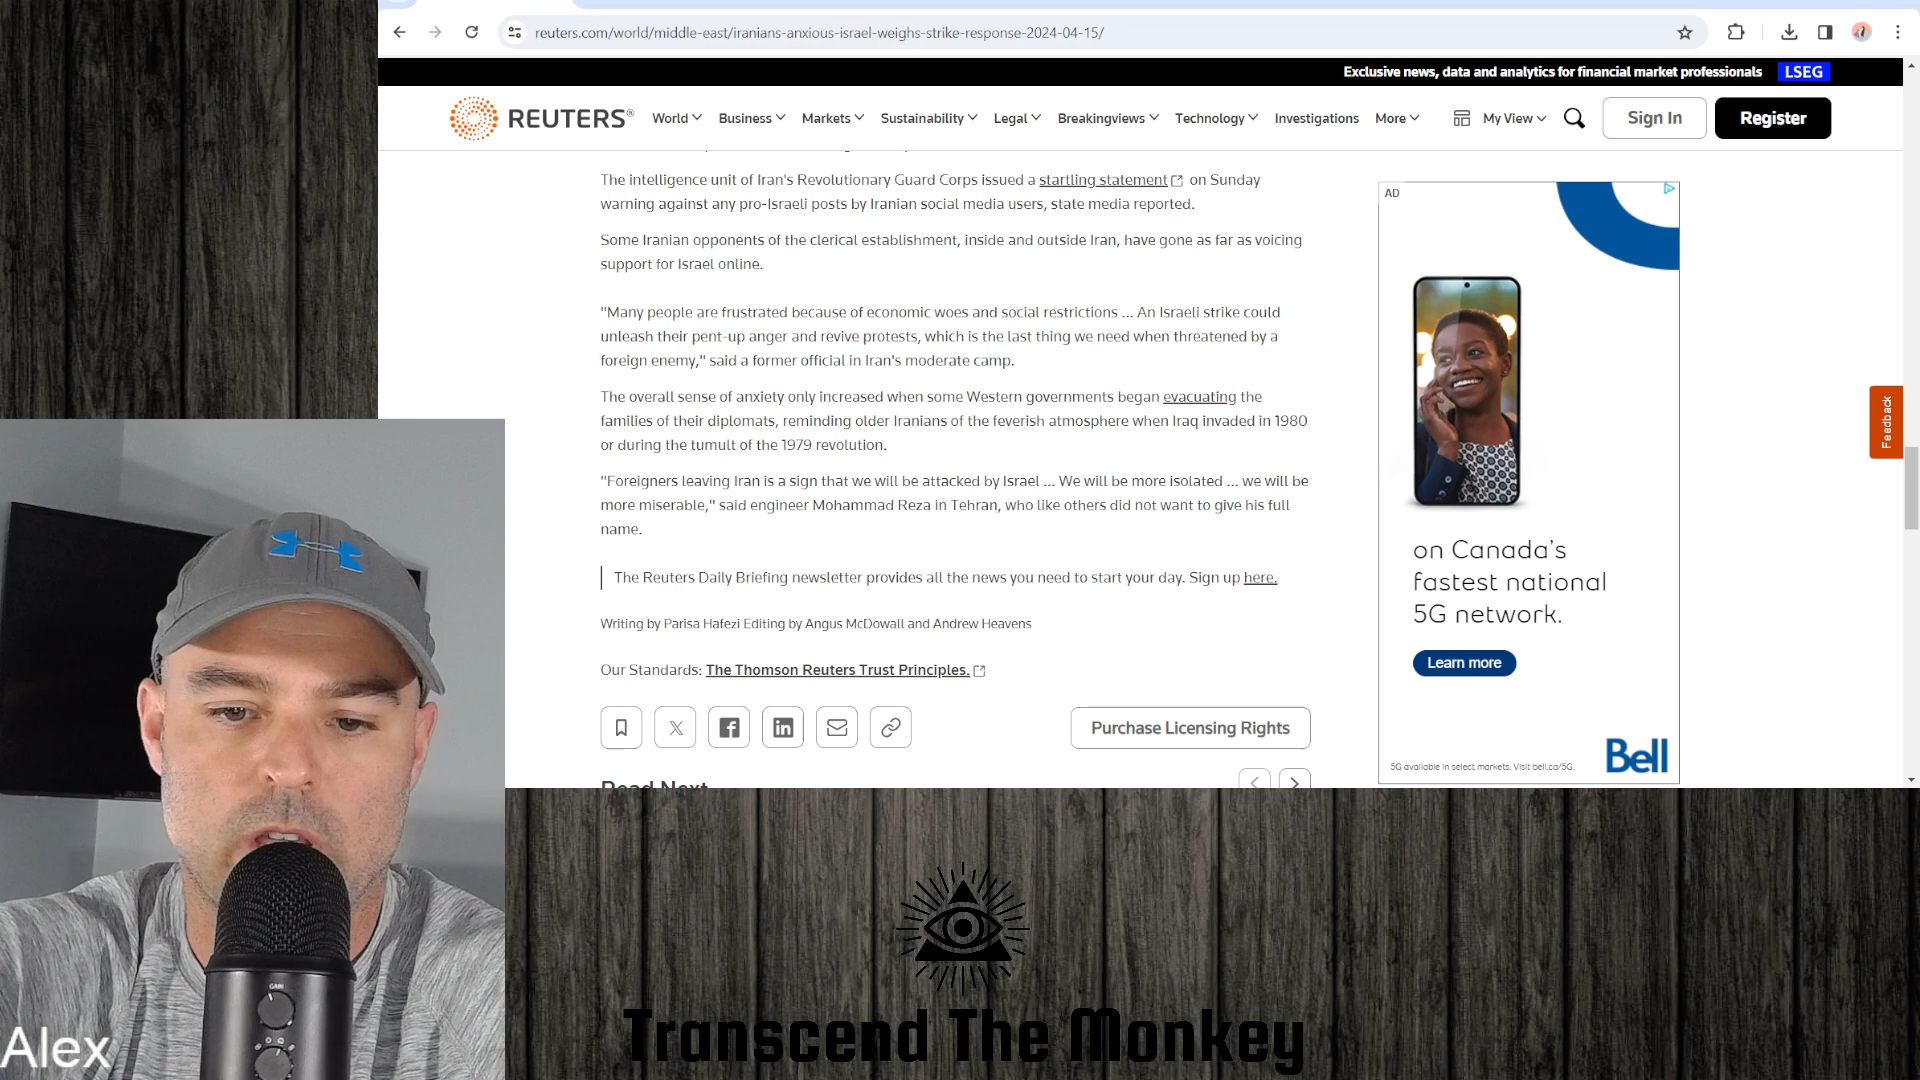 reuters.com/world/middle-east/iranians-anxious-israel-weighs-strike-response-2024-04-15/
Exclusive news, data and analytics for financial market professionals LSEG
REUTERS® World Business Markets Sustainability Legal Breakingviews Technology Investigations More My View Sign In Register
The intelligence unit of Iran's Revolutionary Guard Corps issued a startling statement on Sunday
warning against any pro-Israeli posts by Iranian social media users, state media reported.
Some Iranian opponents of the clerical establishment, inside and outside Iran, have gone as far as voicing
support for Israel online.
"Many people are frustrated because of economic woes and social restrictions ... An Israeli strike could
unleash their pent-up anger and revive protests, which is the last thing we need when threatened by a
foreign enemy," said a former official in Iran's moderate camp.
The overall sense of anxiety only increased when some Western governments began evacuating the
families of their diplomats, reminding older Iranians of the feverish atmosphere when Iraq invaded in 1980
or during the tumult of the 1979 revolution.
"Foreigners leaving Iran is a sign that we will be attacked by Israel ... We will be more isolated ... we will be
more miserable," said engineer Mohammad Reza in Tehran, who like others did not want to give his full
name.
The Reuters Daily Briefing newsletter provides all the news you need to start your day. Sign up here.
Writing by Parisa Hafezi Editing by Angus McDowall and Andrew Heavens
Our Standards: The Thomson Reuters Trust Principles.
Purchase Licensing Rights
Read Next
AD
on Canada's
fastest national
5G network.
Learn more
5G available in select markets. Visit bell.ca/5G.
Bell
Feedback
GAIN
Alex
Transcend The Monkey